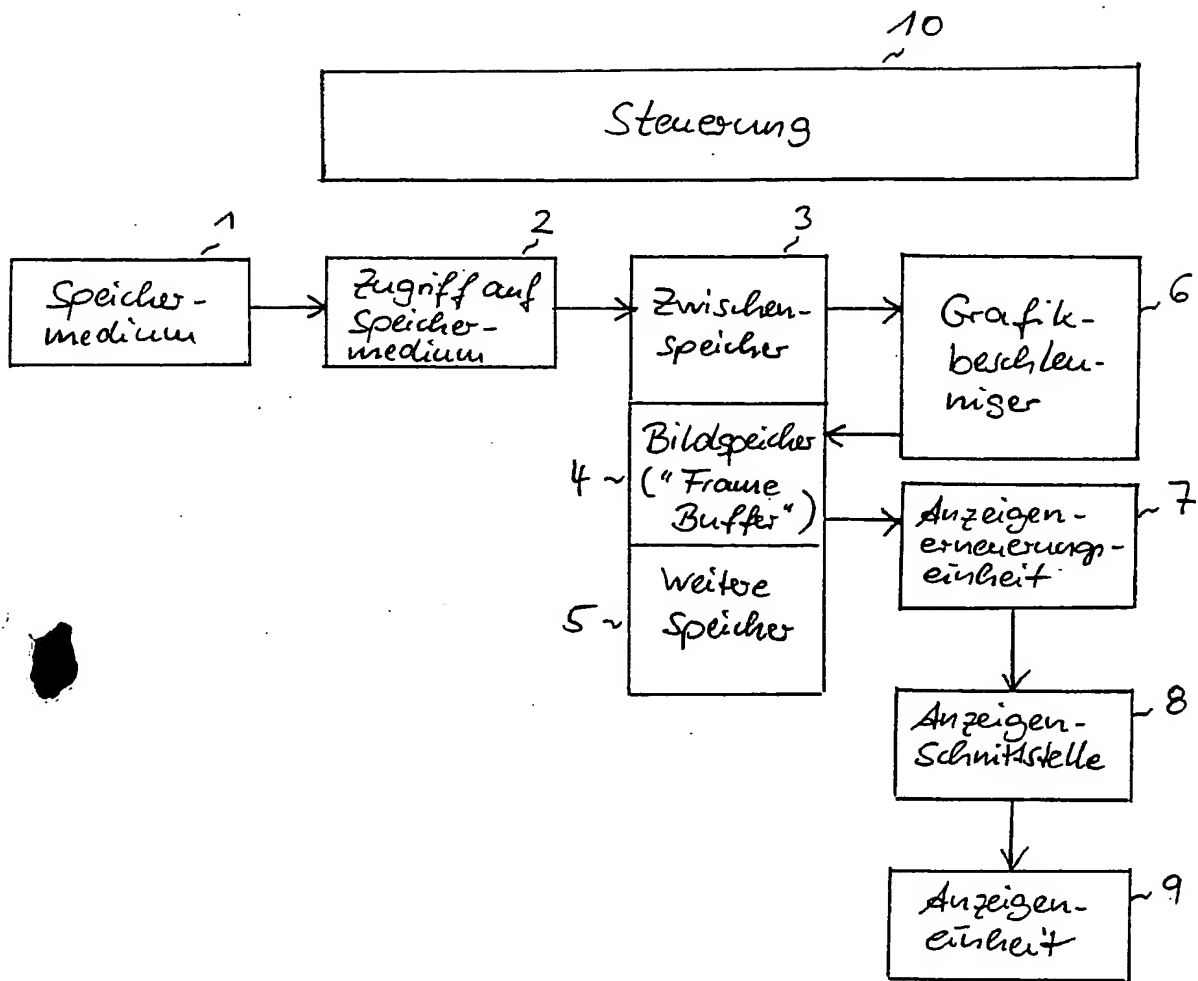 10
Steuerung
1
Speicher-
medium
2
Zugriff auf
Speicher-
medium
3
Zwischen-
speicher
6
Grafik-
beschleu-
niger
4
Bildspeicher
("Frame
Buffer")
7
Anzeigen-
erneuerungs-
einheit
5
Weitere
Speicher
8
Anzeigen-
Schnittstelle
9
Anzeigen-
einheit